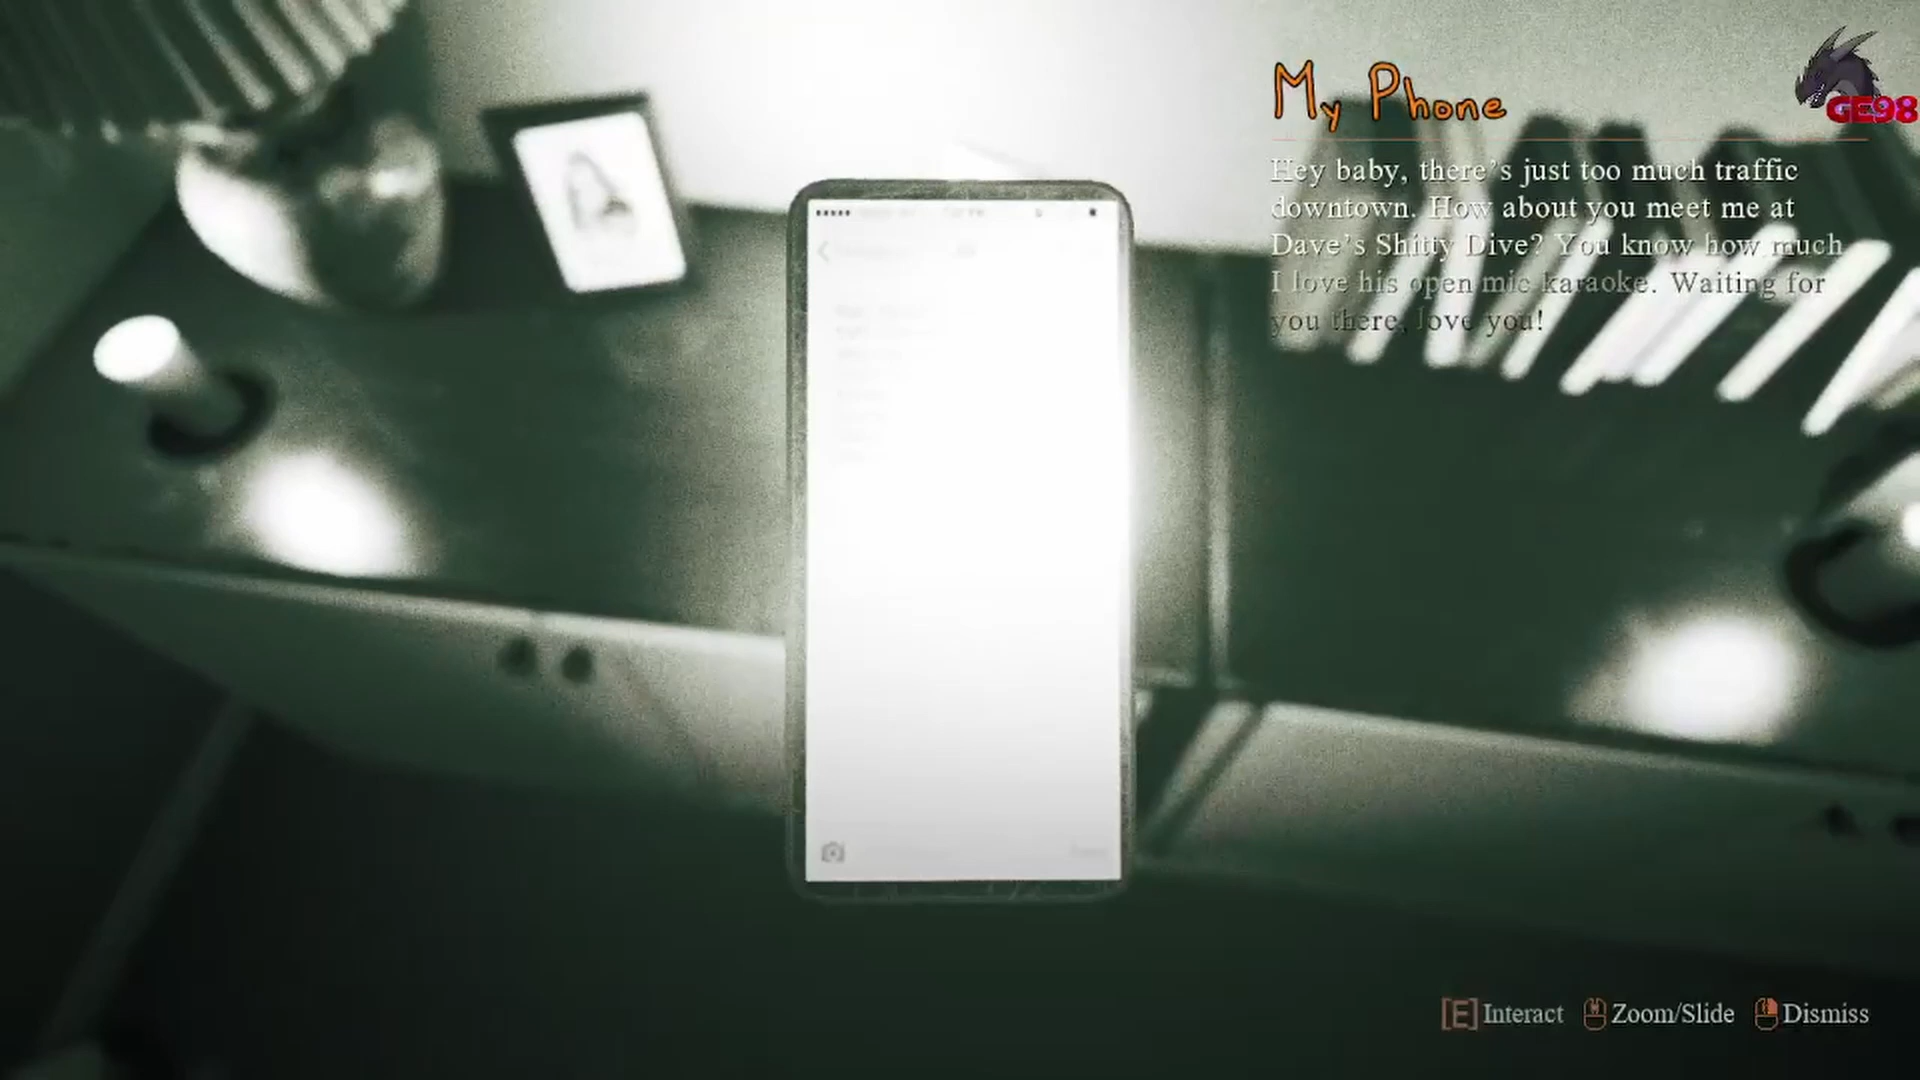 My Phone
GE98
Hey baby, there's just too much traffic
downtown. How about you meet me at
Dave's Shitty Dive? You know how much
I love his open mic karaoke. Waiting for
you there, love you!
[E] Interact Zoom/Slide Dismiss